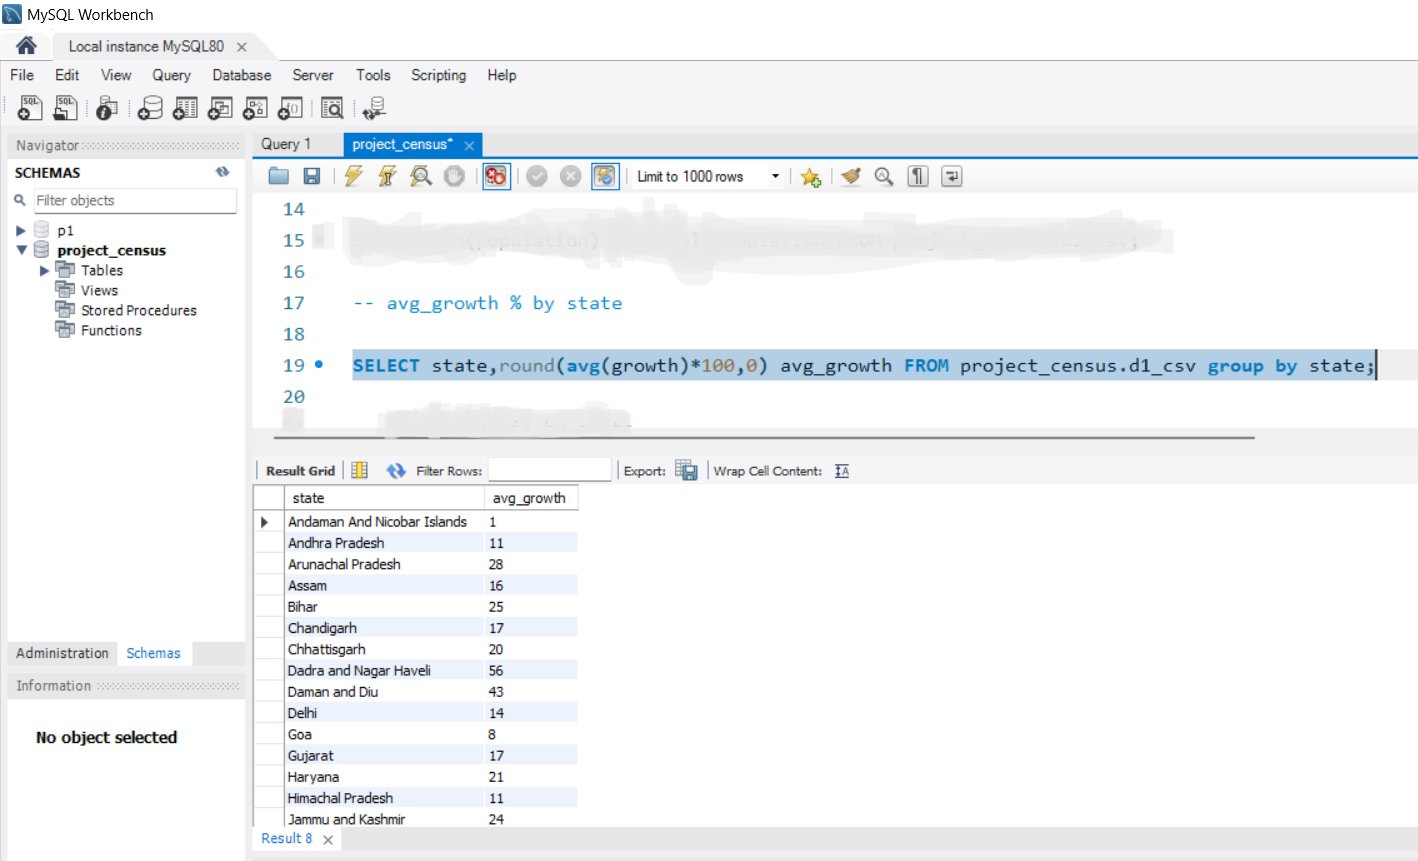 MySQL Workbench
Local instance MySQL80
File Edit View Query Database Server Tools Scripting Help
Navigator
SCHEMAS
Filter objects
p1
project_census
Tables
Views
Stored Procedures
Functions
Administration Schemas
Information
No object selected
Query 1 project_census*
Limit to 1000 rows
14
15 (population) FROM
16
17 -- avg_growth % by state
18
19 SELECT state,round(avg(growth)*100,0) avg_growth FROM project_census.d1_csv group by state;
20
Result Grid Filter Rows: Export: Wrap Cell Content:
state avg_growth
Andaman And Nicobar Islands 1
Andhra Pradesh 11
Arunachal Pradesh 28
Assam 16
Bihar 25
Chandigarh 17
Chhattisgarh 20
Dadra and Nagar Haveli 56
Daman and Diu 43
Delhi 14
Goa 8
Gujarat 17
Haryana 21
Himachal Pradesh 11
Jammu and Kashmir 24
Result 8